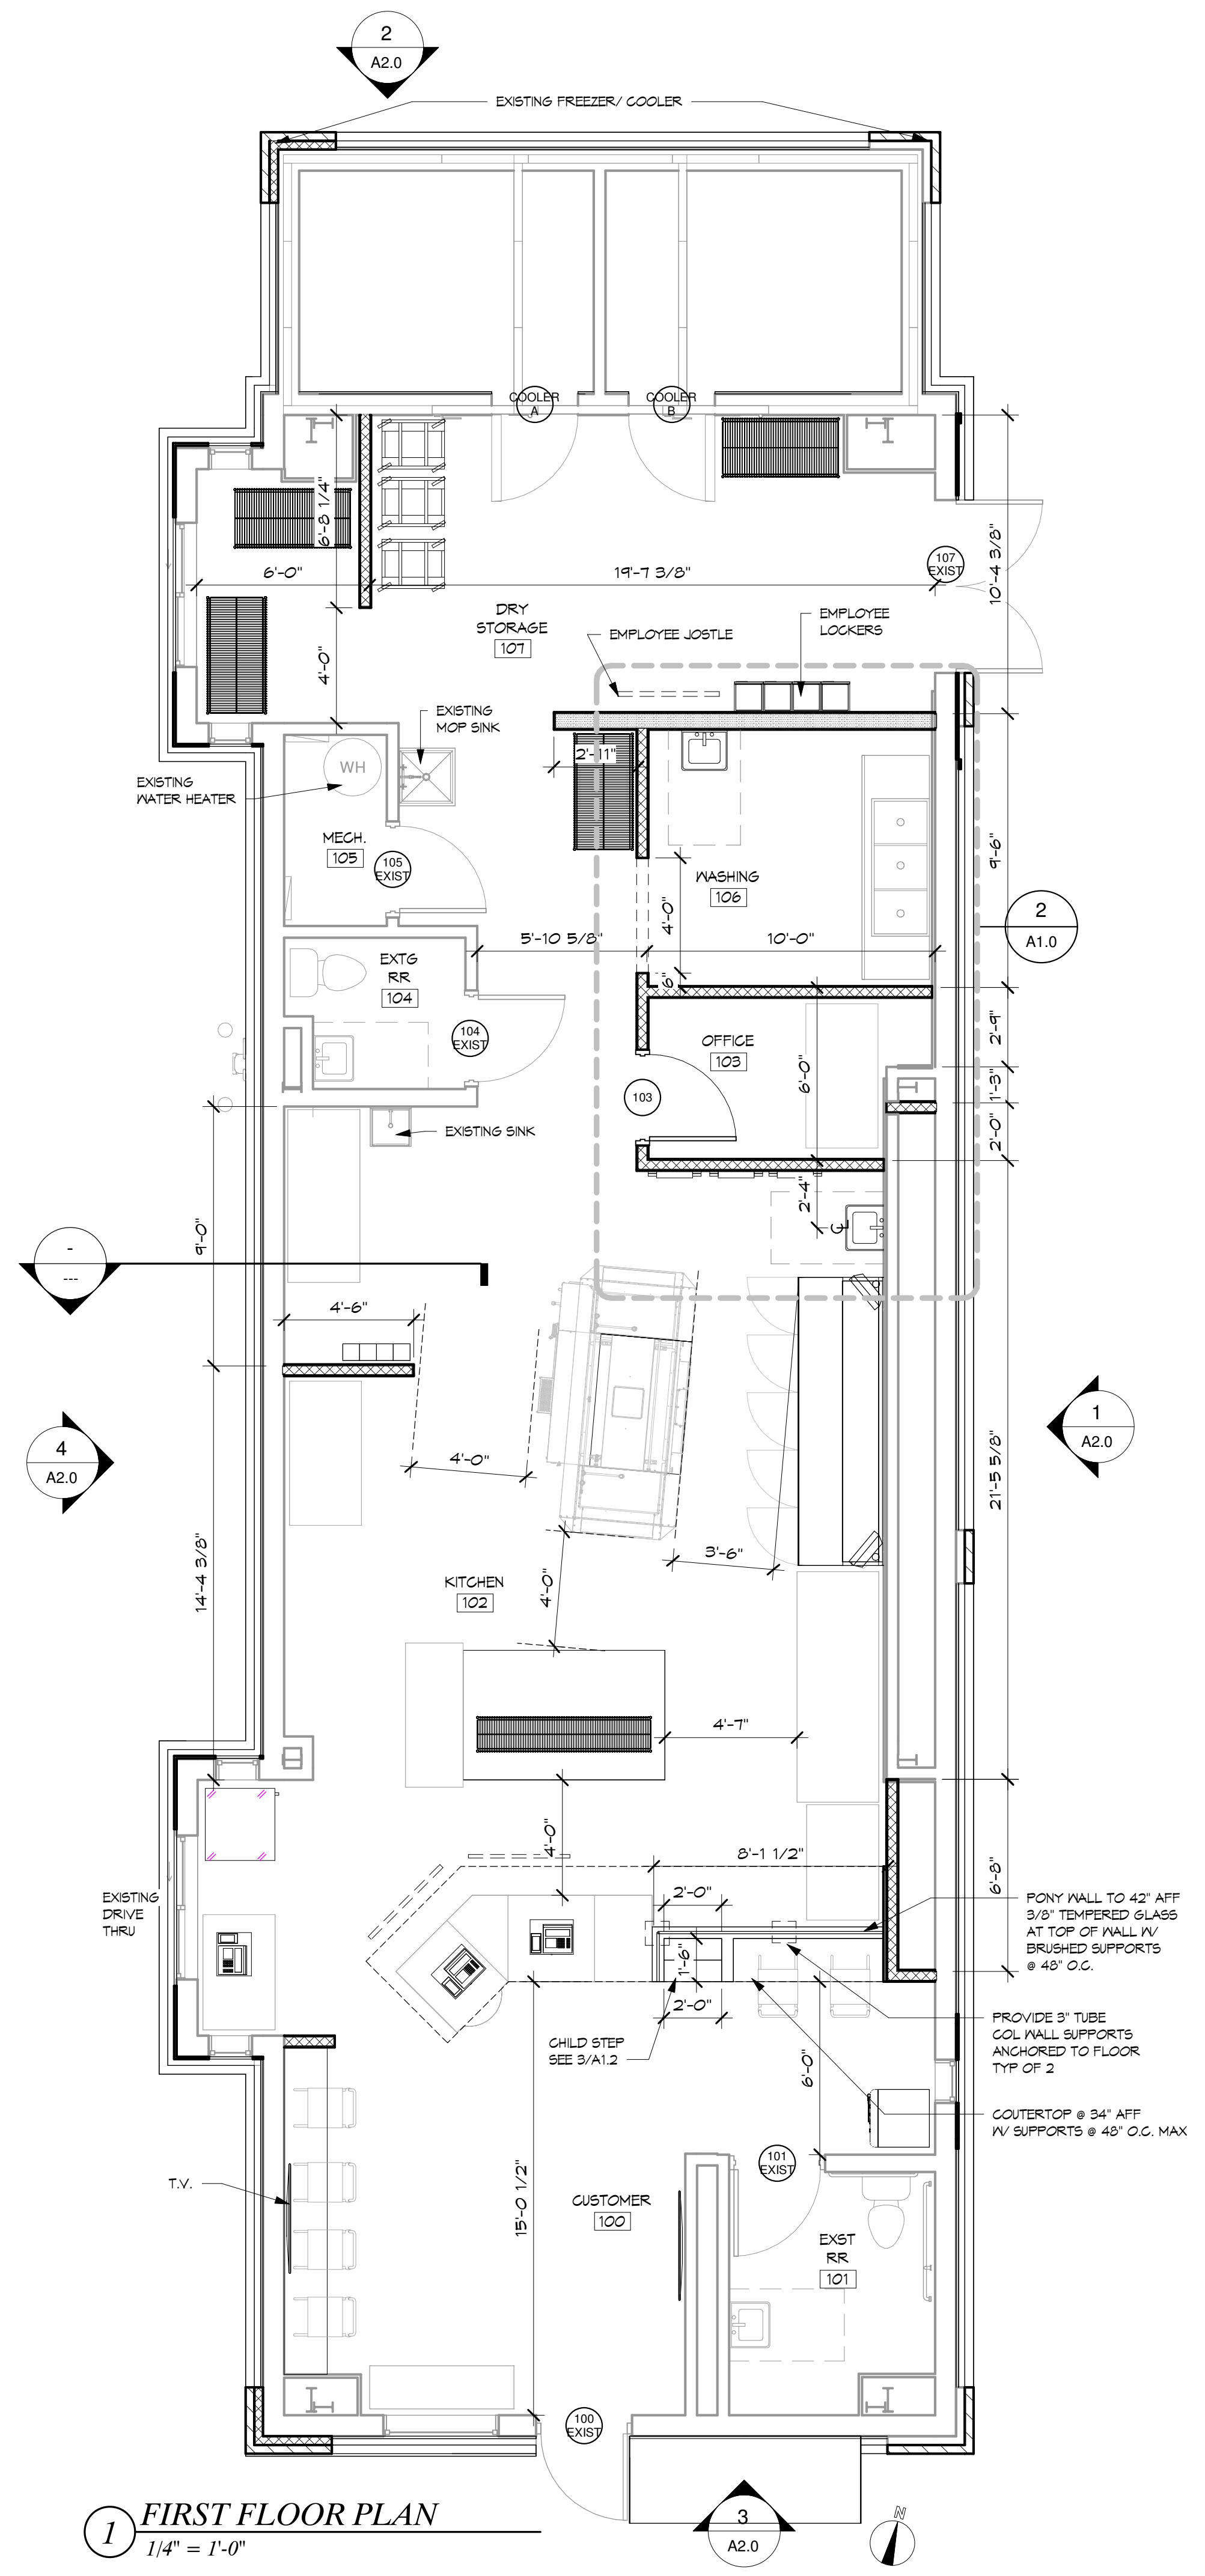 2
A2.0
EXISTING FREEZER/ COOLER
COOLER
A
COOLER
B
6'-8 1/4"
6'-0"
19'-7 3/8"
107
EXIST
10'-4 3/8"
DRY
STORAGE
107
EMPLOYEE JOSTLE
EMPLOYEE
LOCKERS
4'-0"
EXISTING
MOP SINK
2'-11"
WH
EXISTING
WATER HEATER
MECH.
105
105
EXIST
WASHING
106
9'-6"
4'-0"
2
A1.0
5'-10 5/8"
10'-0"
6"
EXTG
RR
104
104
EXIST
OFFICE
103
2'-9"
6'-0"
1'-3"
103
2'-0"
EXISTING SINK
2'-4"
CL
9'-0"
-
---
4'-6"
1
A2.0
4
A2.0
4'-0"
21'-5 5/8"
3'-6"
14'-4 3/8"
KITCHEN
102
4'-0"
4'-7"
4'-0"
8'-1 1/2"
6'-8"
2'-0"
EXISTING
DRIVE
THRU
PONY WALL TO 42" AFF
3/8" TEMPERED GLASS
AT TOP OF WALL W/
BRUSHED SUPPORTS
@ 48" O.C.
1'-6"
2'-0"
CHILD STEP
SEE 3/A1.2
PROVIDE 3" TUBE
COL WALL SUPPORTS
ANCHORED TO FLOOR
TYP OF 2
6'-0"
COUTERTOP @ 34" AFF
W/ SUPPORTS @ 48" O.C. MAX
101
EXIST
T.V.
15'-0 1/2"
CUSTOMER
100
EXST
RR
101
100
EXIST
1
FIRST FLOOR PLAN
1/4" = 1'-0"
3
A2.0
N